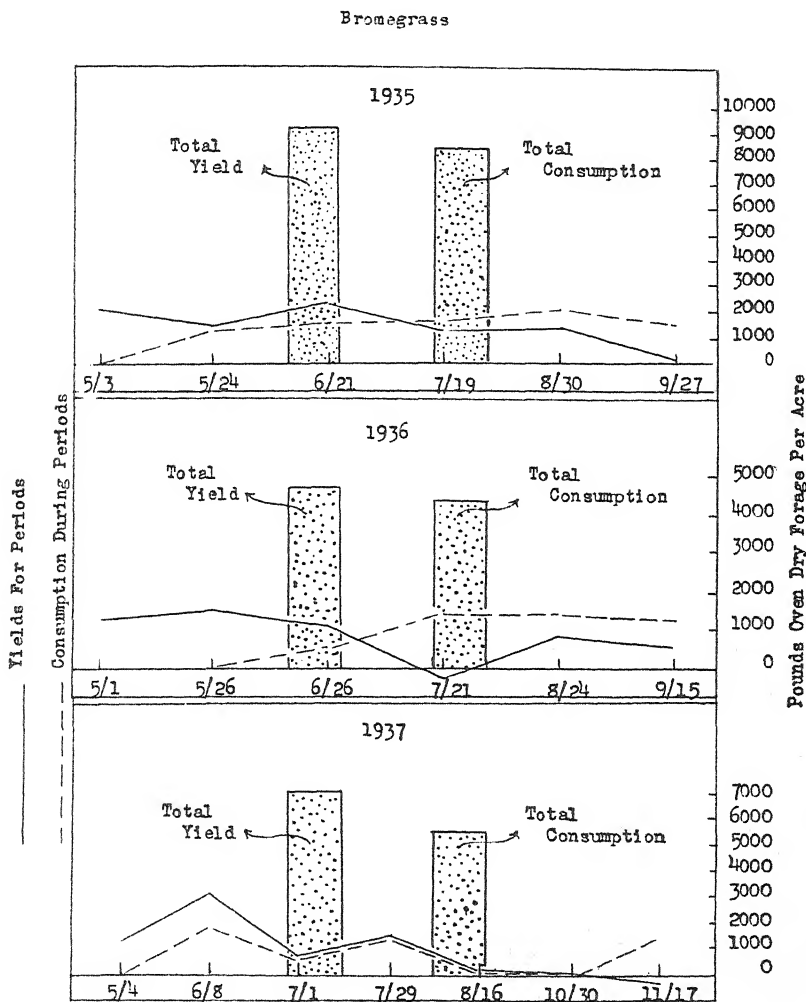 Bromegrass
1935
Total
Yield
Total
Consumption
10000
9000
8000
7000
6000
5000
4000
3000
2000
1000
0
5/3 5/24 6/21 7/19 8/30 9/27
1936
Total
Yield
Total
Consumption
5000
4000
3000
2000
1000
0
5/1 5/26 6/26 7/21 8/24 9/15
1937
Total
Yield
Total
Consumption
7000
6000
5000
4000
3000
2000
1000
0
5/4 6/8 7/1 7/29 8/16 10/30 11/17
Yields For Periods
Consumption During Periods
Pounds Oven Dry Forage Per Acre